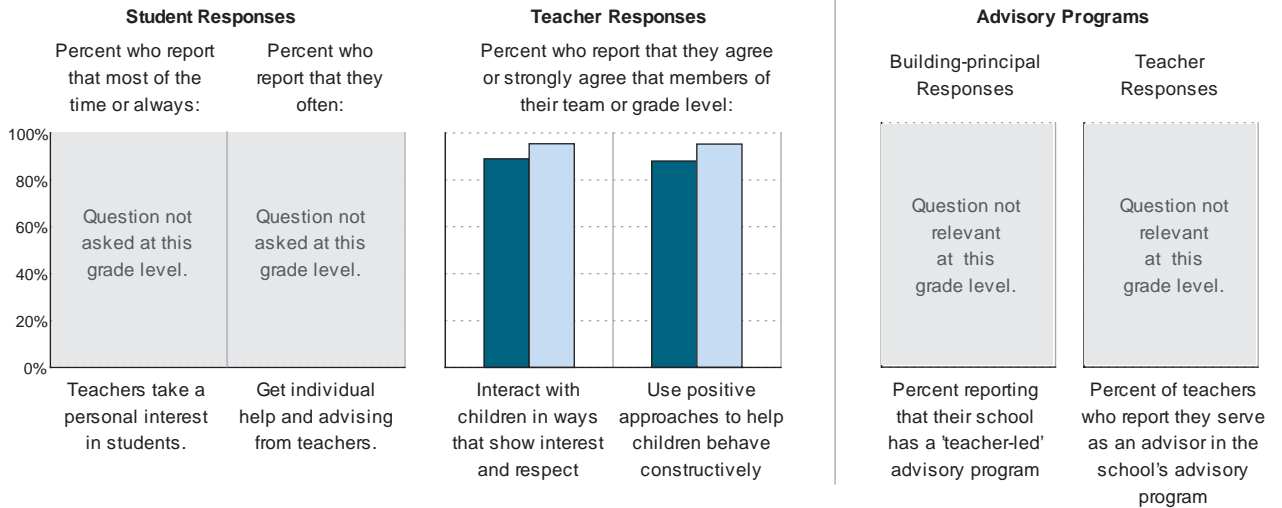 Student Responses
Percent who report
that most of the
time or always:
Percent who
report that they
often:
100%
80%
60%
40%
20%
0%
Question not
asked at this
grade level.
Question not
asked at this
grade level.
Teachers take a
personal interest
in students.
Get individual
help and advising
from teachers.
Teacher Responses
Percent who report that they agree
or strongly agree that members of
their team or grade level:
Interact with
children in ways
that show interest
and respect
Use positive
approaches to help
children behave
constructively
Advisory Programs
Building-principal
Responses
Teacher
Responses
Question not
relevant
at this
grade level.
Question not
relevant
at this
grade level.
Percent reporting
that their school
has a 'teacher-led’
advisory program
Percent of teachers
who report they serve
as an advisor in the
school’s advisory
program